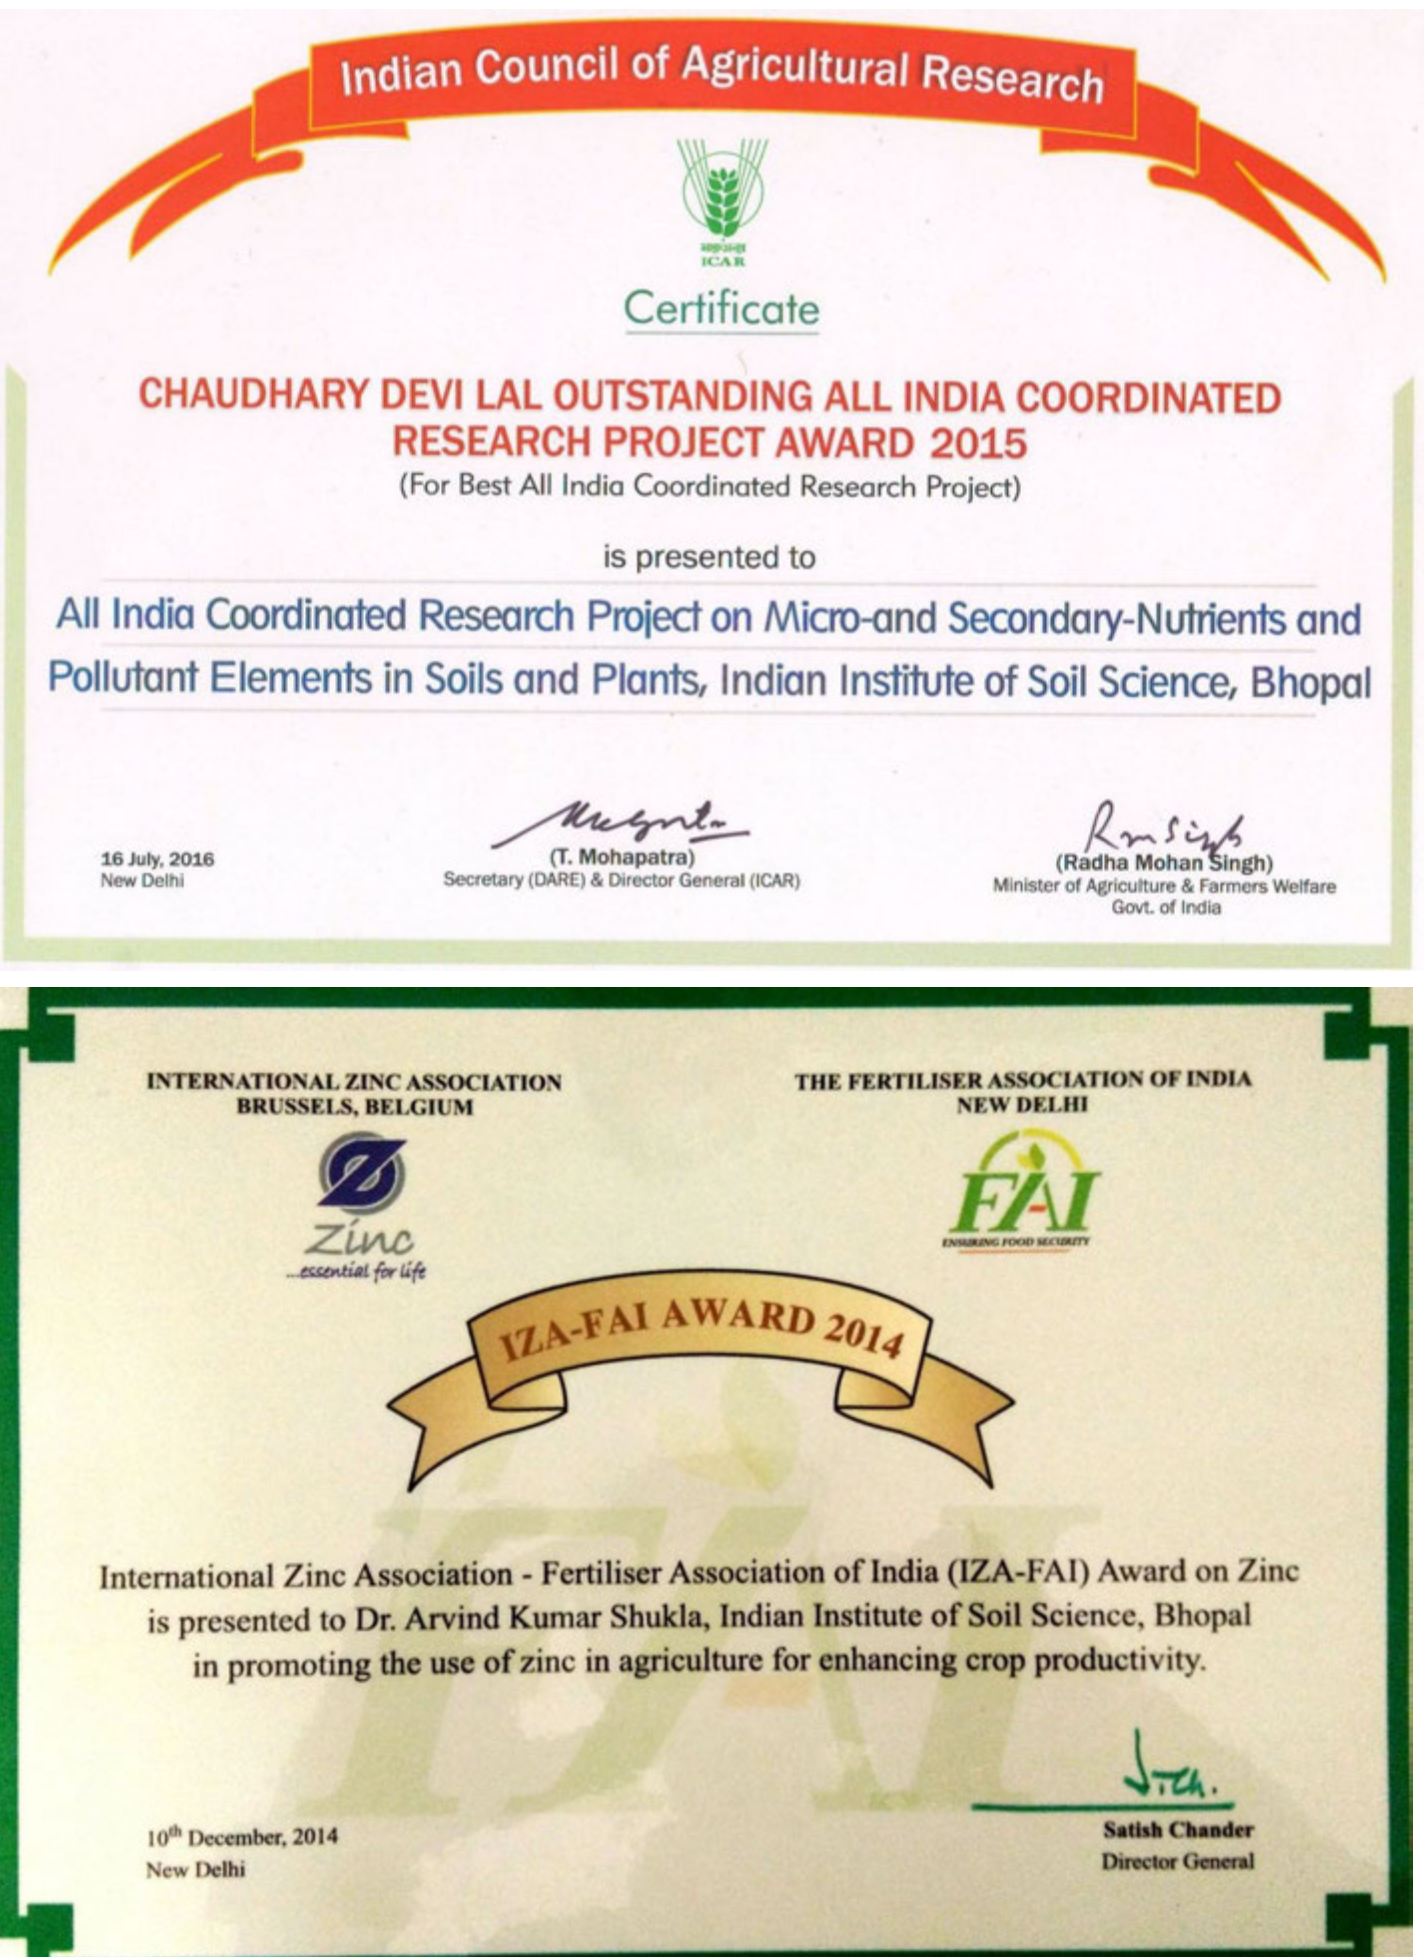 Indian Council of Agricultural Research
ICAR
Certificate
CHAUDHARY DEVI LAL OUTSTANDING ALL INDIA COORDINATED
RESEARCH PROJECT AWARD 2015
(For Best All India Coordinated Research Project)
is presented to
All India Coordinated Research Project on Micro-and Secondary-Nutrients and
Pollutant Elements in Soils and Plants, Indian Institute of Soil Science, Bhopal
16 July, 2016
New Delhi
(T. Mohapatra)
Secretary (DARE) & Director General (ICAR)
(Radha Mohan Singh)
Minister of Agriculture & Farmers Welfare
Govt. of India
INTERNATIONAL ZINC ASSOCIATION
BRUSSELS, BELGIUM
Zinc
...essential for life
THE FERTILISER ASSOCIATION OF INDIA
NEW DELHI
FAI
ENSURING FOOD SECURITY
IZA-FAI AWARD 2014
FAI
International Zinc Association - Fertiliser Association of India (IZA-FAI) Award on Zinc
is presented to Dr. Arvind Kumar Shukla, Indian Institute of Soil Science, Bhopal
in promoting the use of zinc in agriculture for enhancing crop productivity.
10th December, 2014
New Delhi
Satish Chander
Director General